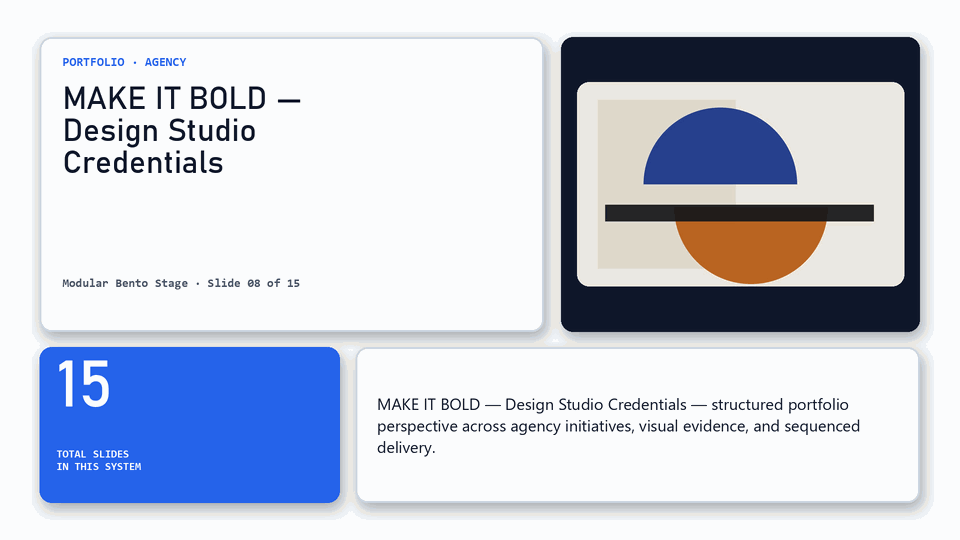 PORTFOLIO · AGENCY
MAKE IT BOLD —
Design Studio
Credentials
Modular Bento Stage · Slide 08 of 15
15
TOTAL SLIDES
IN THIS SYSTEM
MAKE IT BOLD — Design Studio Credentials — structured portfolio
perspective across agency initiatives, visual evidence, and sequenced
delivery.